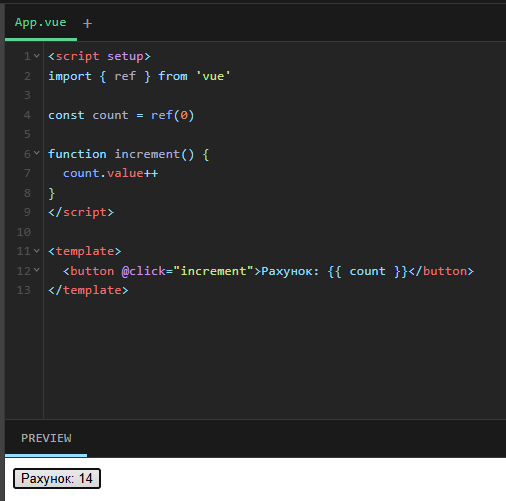 App.vue +
1 <script setup>
2 import { ref } from 'vue'
3
4 const count = ref(0)
5
6 function increment() {
7   count.value++
8 }
9 </script>
10
11 <template>
12   <button @click="increment">Рахунок: {{ count }}</button>
13 </template>
PREVIEW
Рахунок: 14